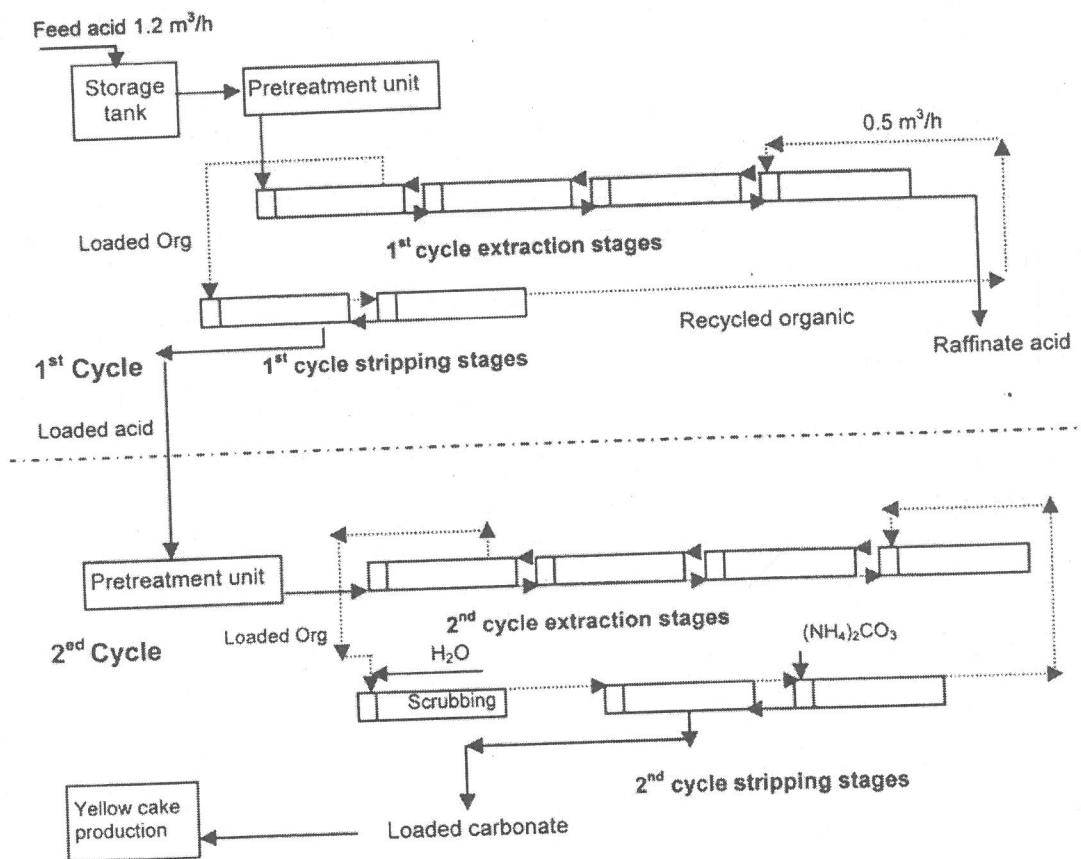 Feed acid 1.2 m³/h
Storage
tank
Pretreatment unit
0.5 m³/h
Loaded Org
1st cycle extraction stages
Recycled organic
Raffinate acid
1st Cycle
1st cycle stripping stages
Loaded acid
Pretreatment unit
Loaded Org
2nd cycle extraction stages
(NH₄)₂CO₃
2ed Cycle
H₂O
Scrubbing
2nd cycle stripping stages
Yellow cake
production
Loaded carbonate